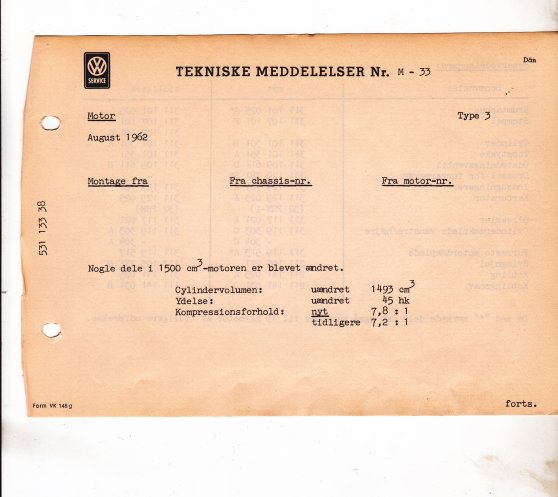 Dän
VW
SERVICE
TEKNISKE MEDDELELSER Nr. M - 33
Motor
Type 3
August 1962
Montage fra Fra chassis-nr. Fra motor-nr.
531 133 38
Nogle dele i 1500 cm3-motoren er blevet ændret.
Cylindervolumen: uændret 1493 cm3
Ydelse: uændret 45 hk
Kompressionsforhold: nyt 7,8 : 1
tidligere 7,2 : 1
Form VK 148 g
forts.